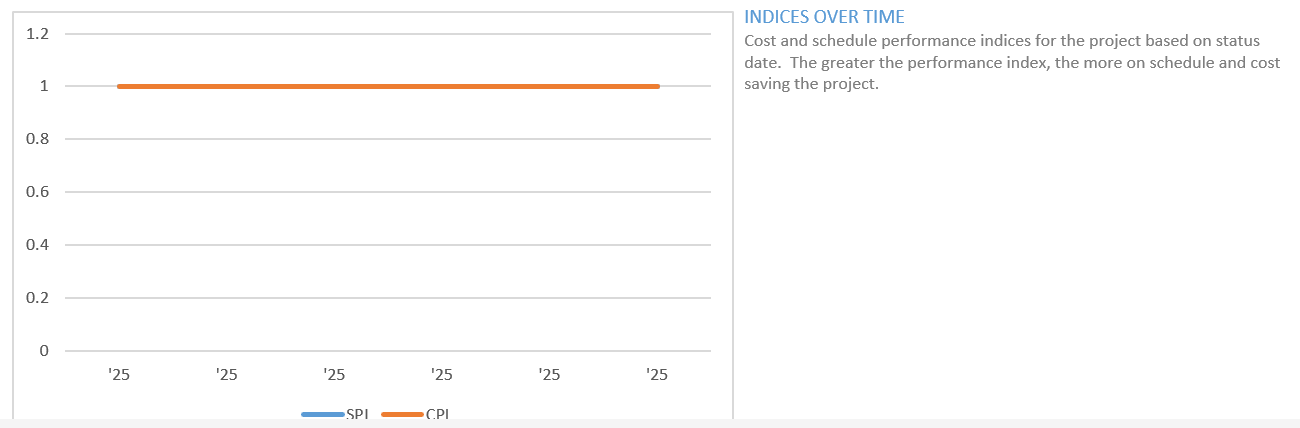 INDICES OVER TIME
Cost and schedule performance indices for the project based on status
date.  The greater the performance index, the more on schedule and cost
saving the project.
1.2
1
0.8
0.6
0.4
0.2
0
'25 '25 '25 '25 '25 '25
SPI CPI